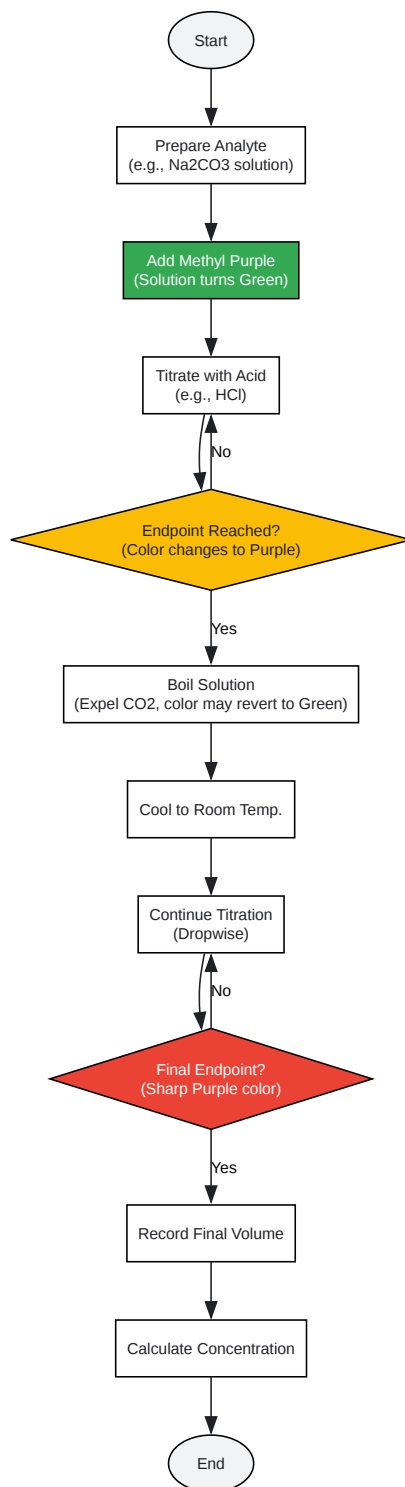 Start
Prepare Analyte
(e.g., Na2CO3 solution)
Add Methyl Purple
(Solution turns Green)
Titrate with Acid
(e.g., HCl)
No
Endpoint Reached?
(Color changes to Purple)
Yes
Boil Solution
(Expel CO2, color may revert to Green)
Cool to Room Temp.
Continue Titration
(Dropwise)
No
Final Endpoint?
(Sharp Purple color)
Yes
Record Final Volume
Calculate Concentration
End